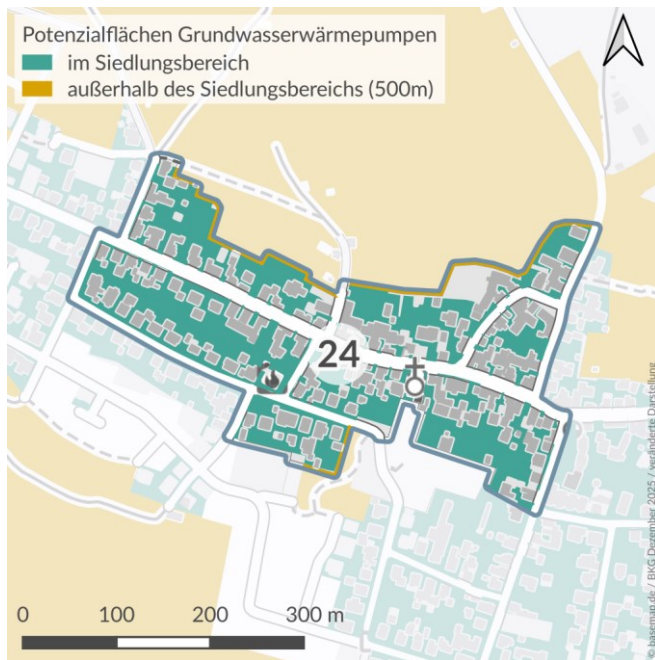 Potenzialflächen Grundwasserwärmepumpen
im Siedlungsbereich
außerhalb des Siedlungsbereichs (500m)
24
0 100 200 300 m
© basemap.de / BKG Dezember 2025 / veränderte Darstellung